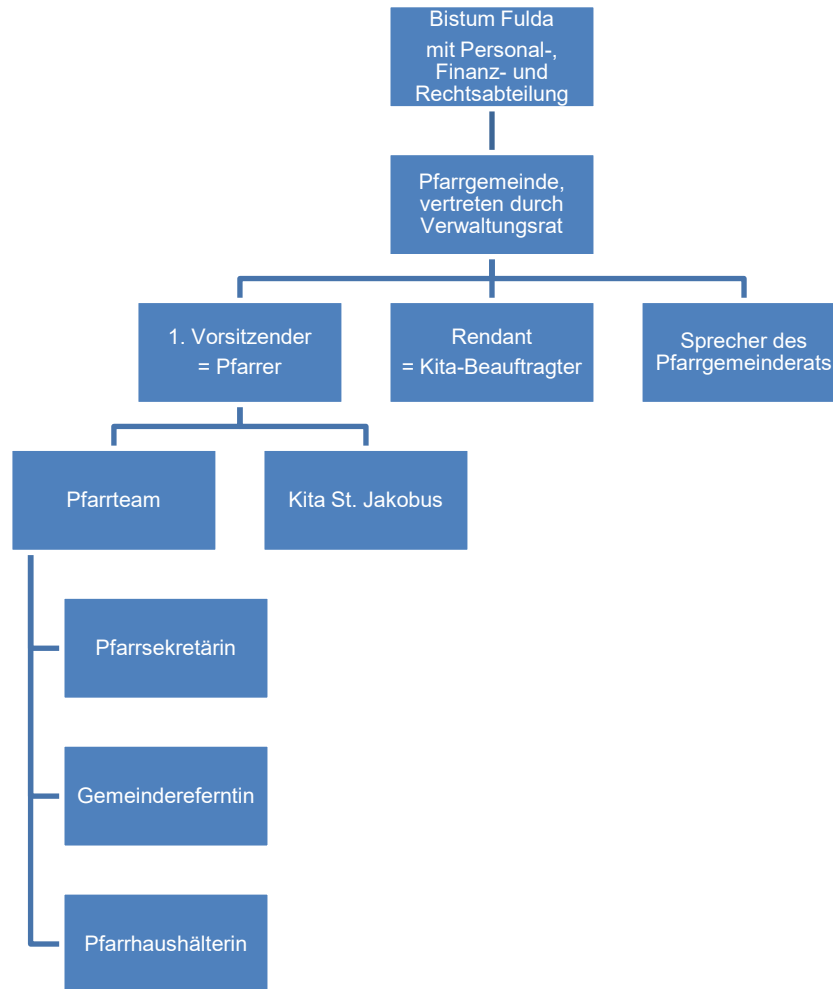 Bistum Fulda
mit Personal-,
Finanz- und
Rechtsabteilung
Pfarrgemeinde,
vertreten durch
Verwaltungsrat
1. Vorsitzender
= Pfarrer
Rendant
= Kita-Beauftragter
Sprecher des
Pfarrgemeinderats
Pfarrteam
Kita St. Jakobus
Pfarrsekretärin
Gemeindereferntin
Pfarrhaushälterin